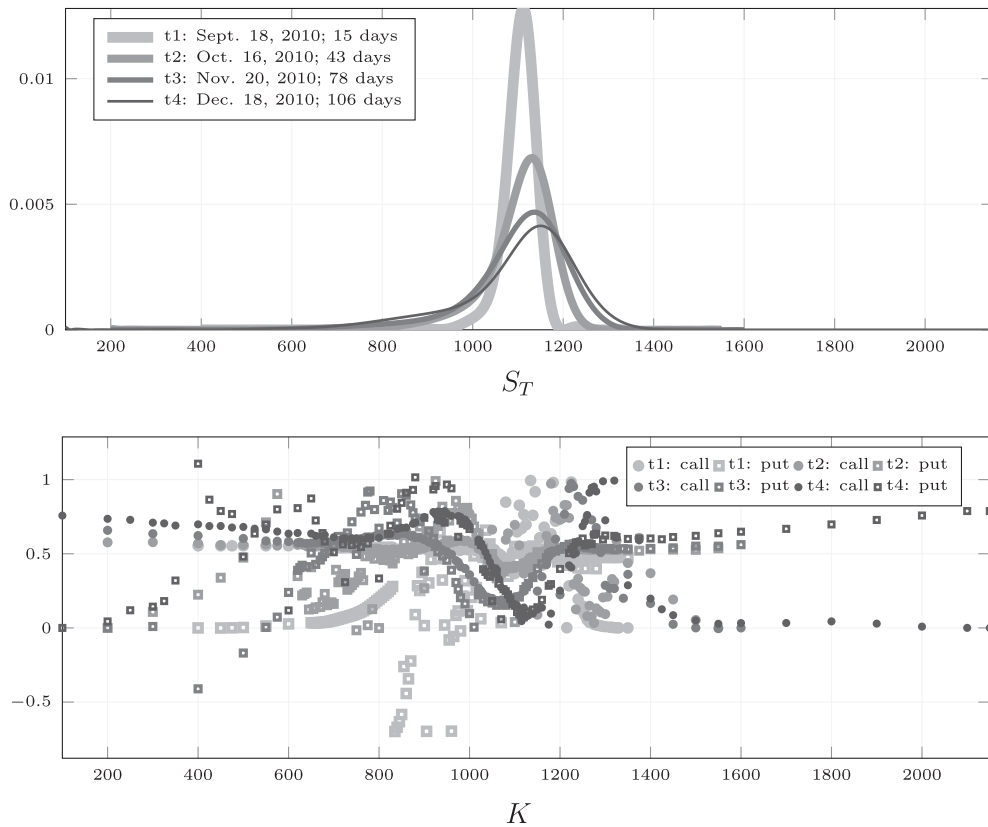 t1: Sept. 18, 2010; 15 days
t2: Oct. 16, 2010; 43 days
t3: Nov. 20, 2010; 78 days
t4: Dec. 18, 2010; 106 days
0.01
0.005
0
200 400 600 800 1000 1200 1400 1600 1800 2000
S_T
t1: call t1: put t2: call t2: put
t3: call t3: put t4: call t4: put
1
0.5
0
−0.5
200 400 600 800 1000 1200 1400 1600 1800 2000
K